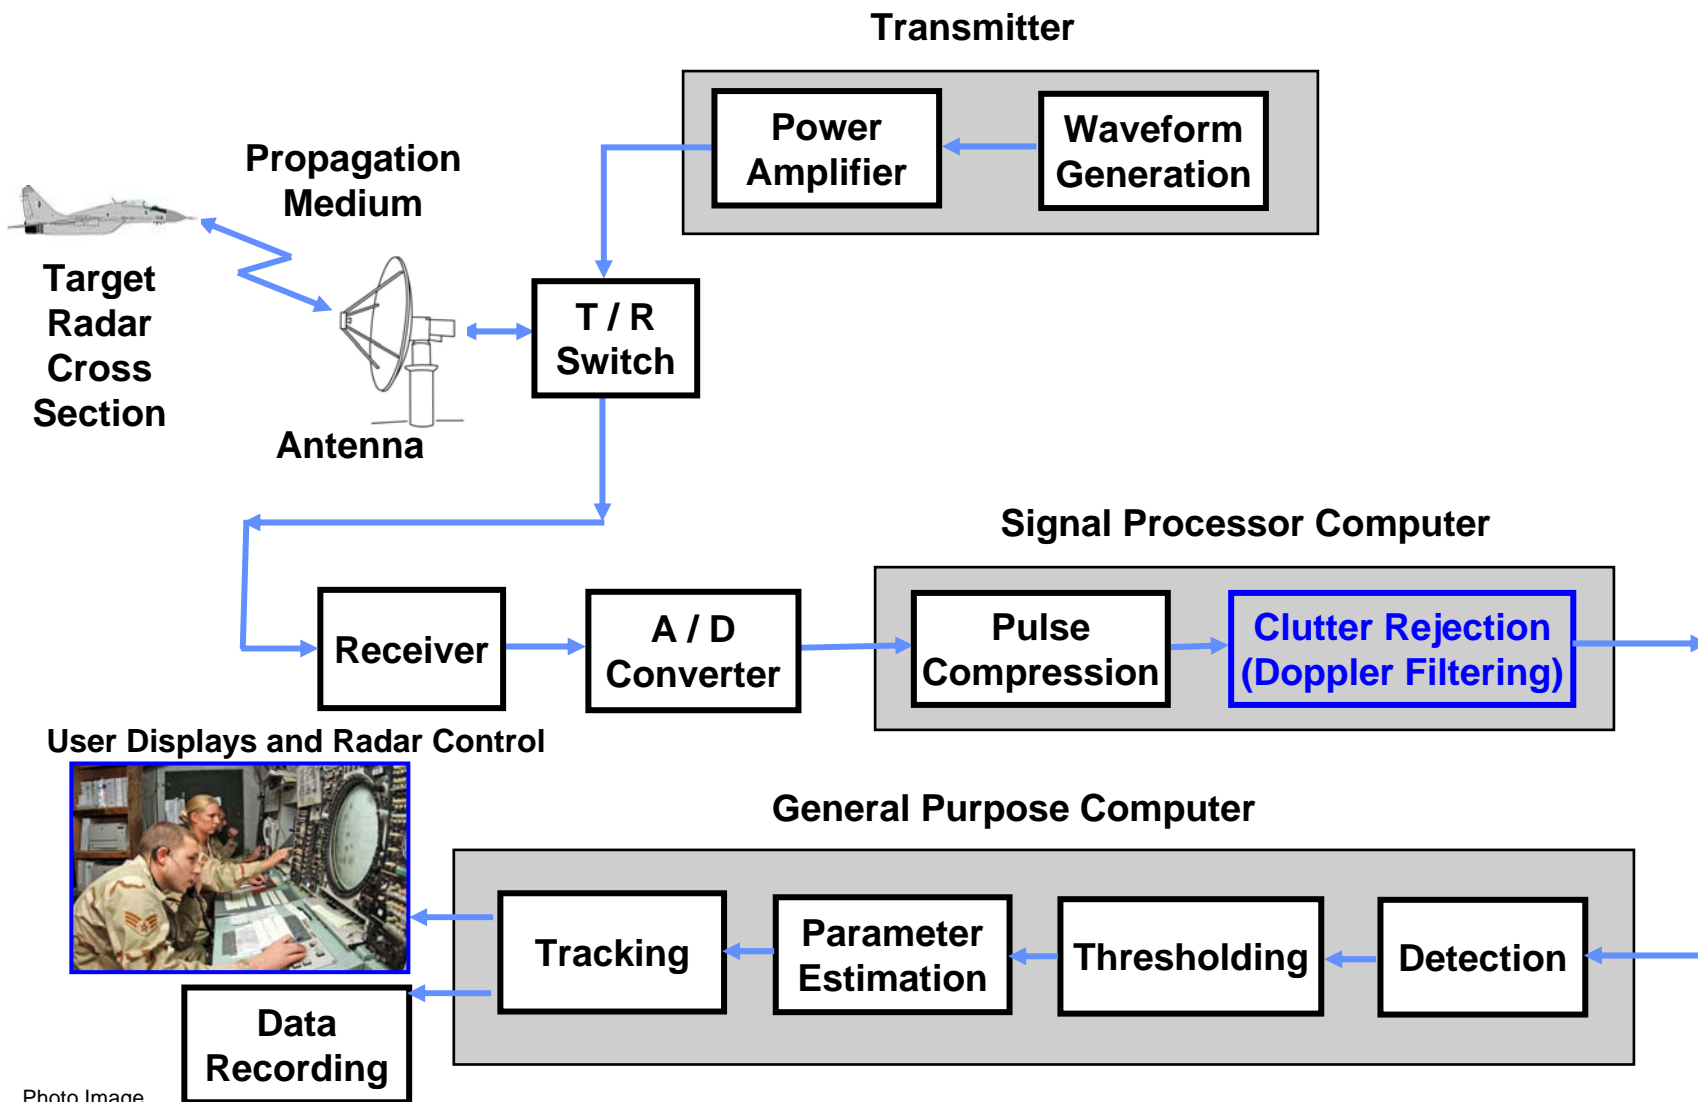 Transmitter
Power
Amplifier
Waveform
Generation
Propagation
Medium
Target
Radar
Cross
Section
Antenna
T / R
Switch
Signal Processor Computer
Receiver
A / D
Converter
Pulse
Compression
Clutter Rejection
(Doppler Filtering)
User Displays and Radar Control
General Purpose Computer
Tracking
Parameter
Estimation
Thresholding
Detection
Data
Recording
Photo Image